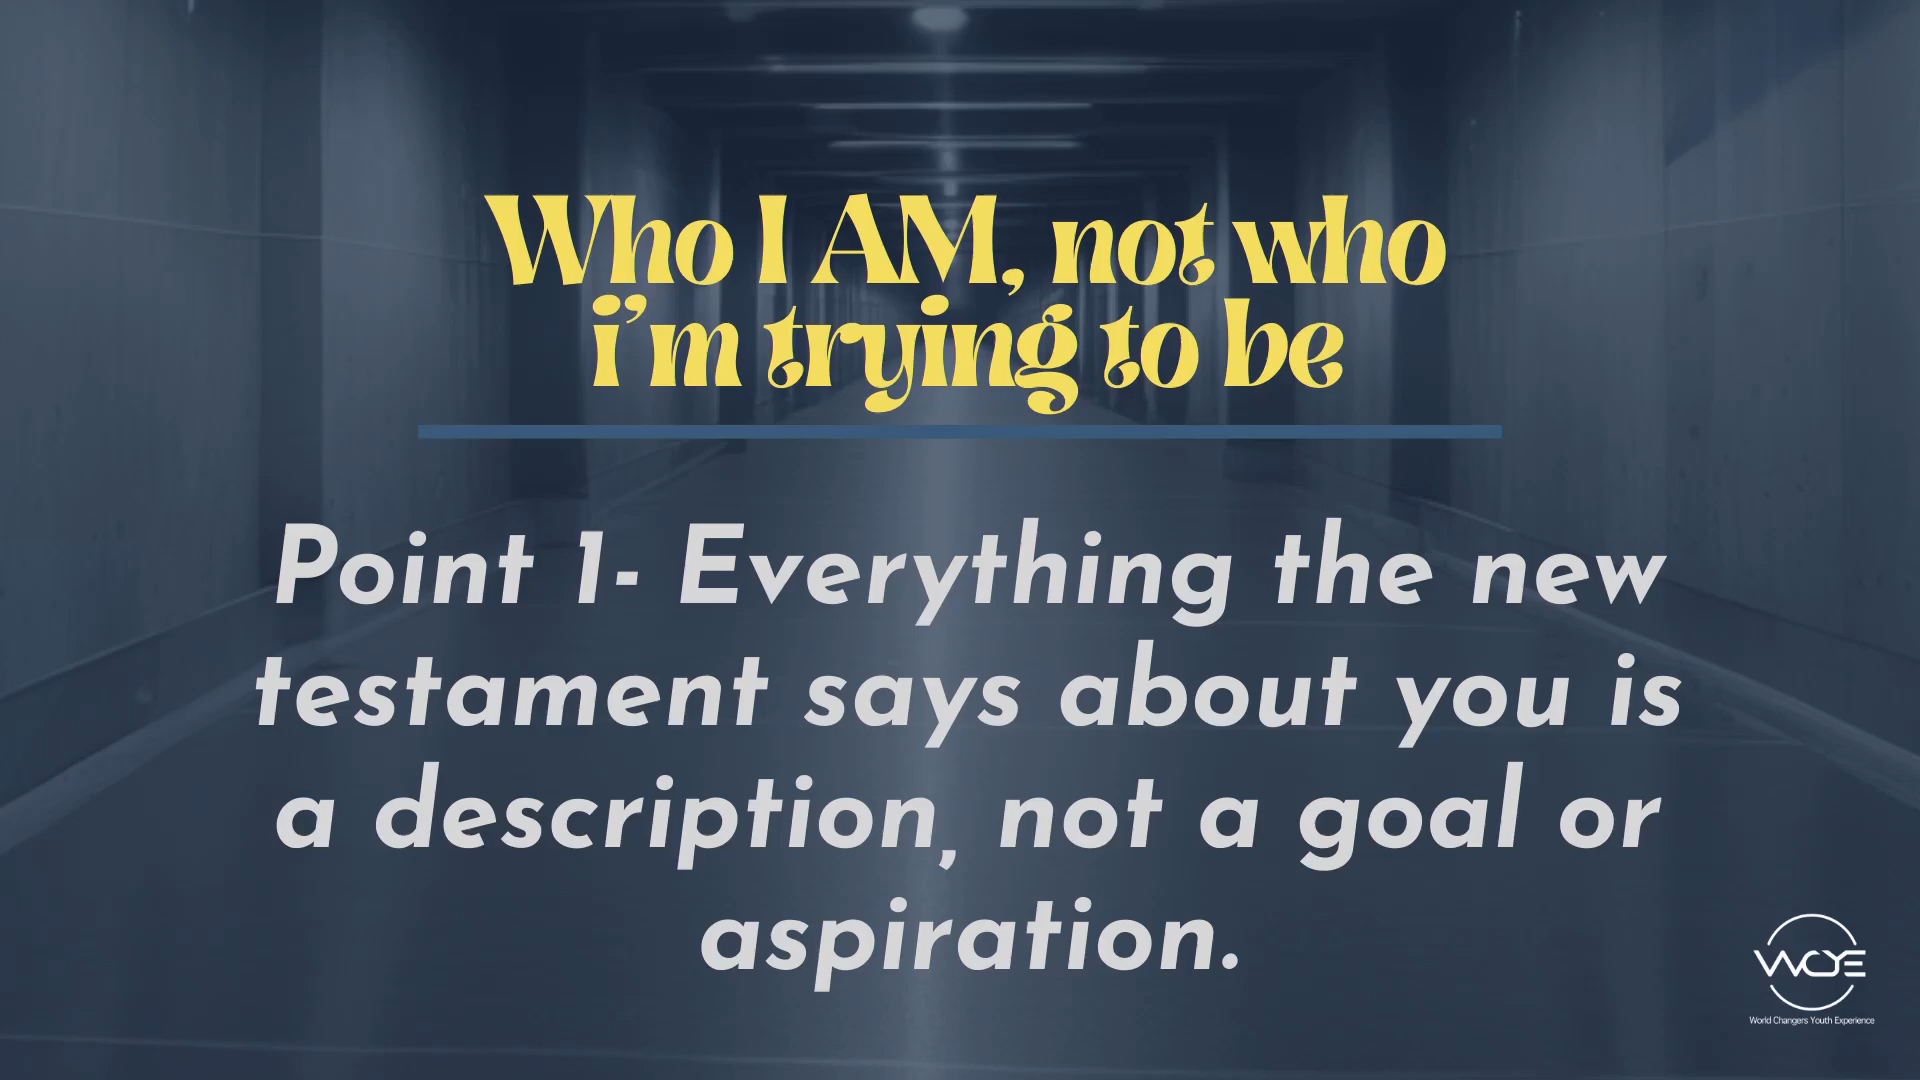 Who I AM, not who
i'm trying to be
Point 1- Everything the new
testament says about you is
a description, not a goal or
aspiration.
WCYE
World Changers Youth Experience